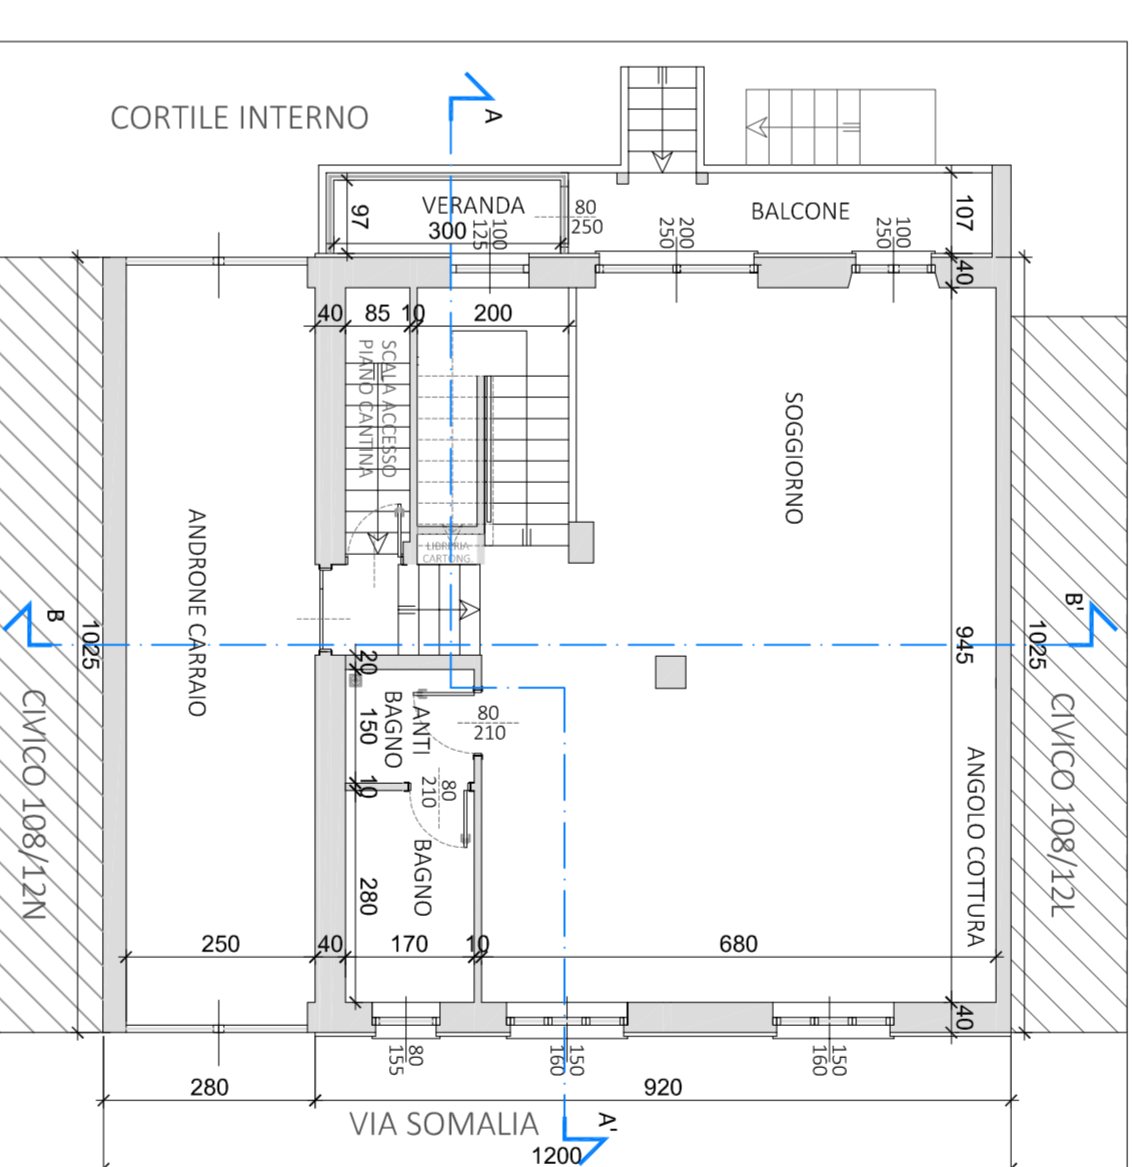 CORTILE INTERNO
A
VERANDA
97
300
100
125
80
250
200
250
BALCONE
100
250
107
40
40
85
10
200
SCALA ACCESSO
PIANO CANTINA
SOGGIORNO
LIBRERIA
CARTONG.
ANDRONE CARRAIO
B
B'
1025
945
1025
20
ANTI
BAGNO
150
80
210
10
80
210
BAGNO
280
CIVICO 108/12N
CIVICO 108/12L
ANGOLO COTTURA
250
40
170
10
680
40
80
155
150
160
150
160
280
920
VIA SOMALIA
A'
1200